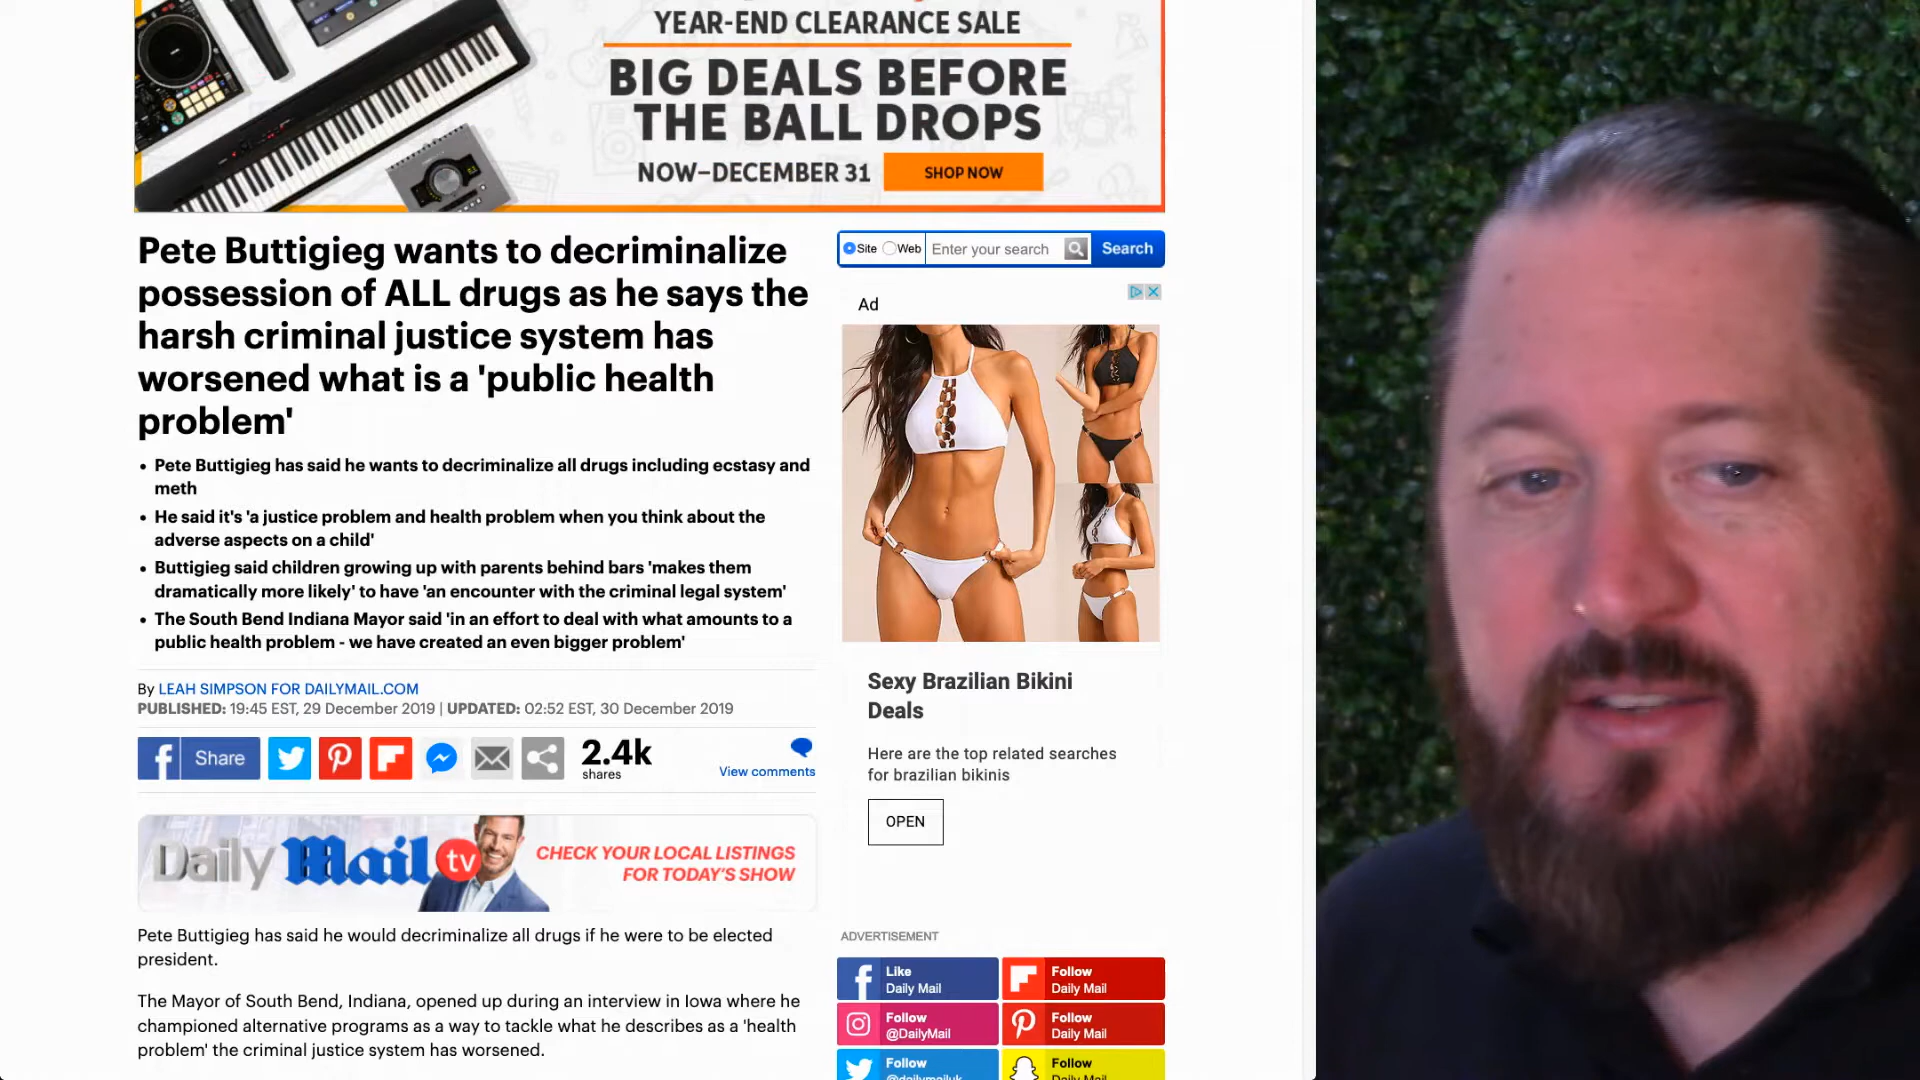 YEAR-END CLEARANCE SALE
BIG DEALS BEFORE
THE BALL DROPS
NOW–DECEMBER 31
SHOP NOW
Pete Buttigieg wants to decriminalize
possession of ALL drugs as he says the
harsh criminal justice system has
worsened what is a 'public health
problem'
• Pete Buttigieg has said he wants to decriminalize all drugs including ecstasy and
meth
• He said it's 'a justice problem and health problem when you think about the
adverse aspects on a child'
• Buttigieg said children growing up with parents behind bars 'makes them
dramatically more likely' to have 'an encounter with the criminal legal system'
• The South Bend Indiana Mayor said 'in an effort to deal with what amounts to a
public health problem - we have created an even bigger problem'
By LEAH SIMPSON FOR DAILYMAIL.COM
PUBLISHED: 19:45 EST, 29 December 2019 | UPDATED: 02:52 EST, 30 December 2019
Share
2.4k
shares
View comments
Daily Mail tv
CHECK YOUR LOCAL LISTINGS
FOR TODAY'S SHOW
Pete Buttigieg has said he would decriminalize all drugs if he were to be elected
president.
The Mayor of South Bend, Indiana, opened up during an interview in Iowa where he
championed alternative programs as a way to tackle what he describes as a 'health
problem' the criminal justice system has worsened.
Site Web Enter your search Search
Ad
Sexy Brazilian Bikini
Deals
Here are the top related searches
for brazilian bikinis
OPEN
ADVERTISEMENT
Like
Daily Mail
Follow
Daily Mail
Follow
@DailyMail
Follow
Daily Mail
Follow
@dailymailuk
Follow
Daily Mail